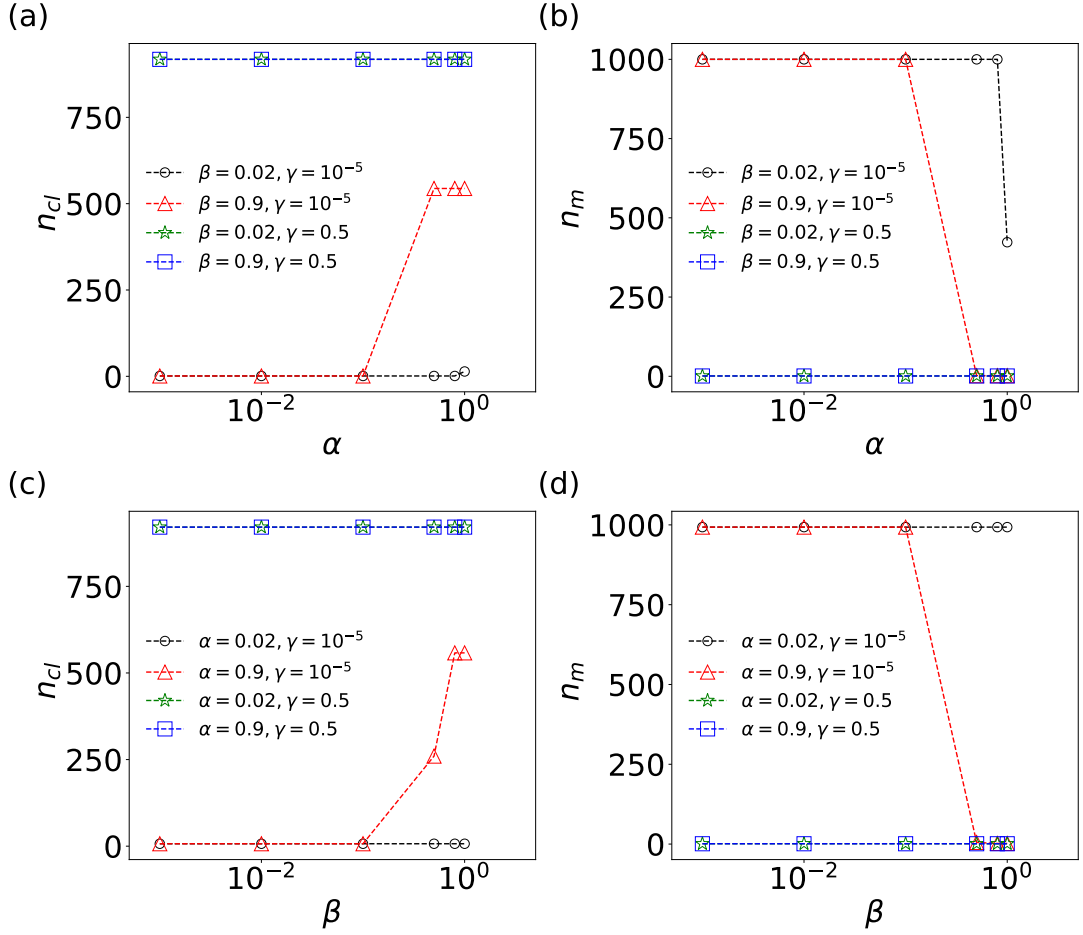 (a)
n_{cl}
750
500
250
0
β = 0.02, γ = 10^{-5}
β = 0.9, γ = 10^{-5}
β = 0.02, γ = 0.5
β = 0.9, γ = 0.5
10^{-2}
10^{0}
α
(b)
n_m
1000
750
500
250
0
β = 0.02, γ = 10^{-5}
β = 0.9, γ = 10^{-5}
β = 0.02, γ = 0.5
β = 0.9, γ = 0.5
10^{-2}
10^{0}
α
(c)
n_{cl}
750
500
250
0
α = 0.02, γ = 10^{-5}
α = 0.9, γ = 10^{-5}
α = 0.02, γ = 0.5
α = 0.9, γ = 0.5
10^{-2}
10^{0}
β
(d)
n_m
1000
750
500
250
0
α = 0.02, γ = 10^{-5}
α = 0.9, γ = 10^{-5}
α = 0.02, γ = 0.5
α = 0.9, γ = 0.5
10^{-2}
10^{0}
β